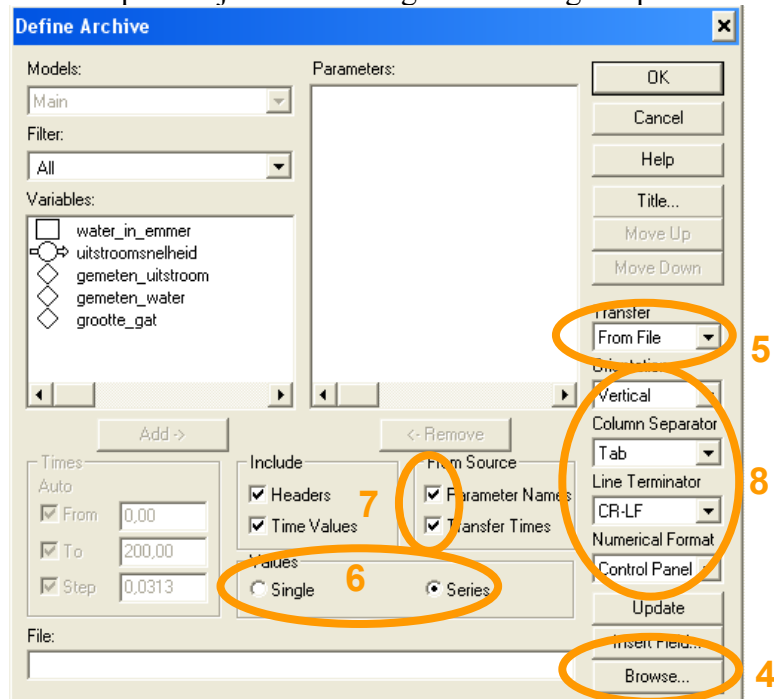 Define Archive
Models:
Parameters:
Main
Filter:
All
Variables:
water_in_emmer
uitstroomsnelheid
gemeten_uitstroom
gemeten_water
grootte_gat
OK
Cancel
Help
Title...
Move Up
Move Down
Transfer
From File
5
Orientation
Vertical
Column Separator
Tab
8
Line Terminator
CR-LF
Numerical Format
Control Panel
Add ->
<- Remove
Times
Auto
From 0,00
To 200,00
Step 0,0313
Include
Headers
Time Values
7
From Source
Parameter Names
Transfer Times
Values
Single
6
Series
Update
Insert Field...
File:
Browse...
4